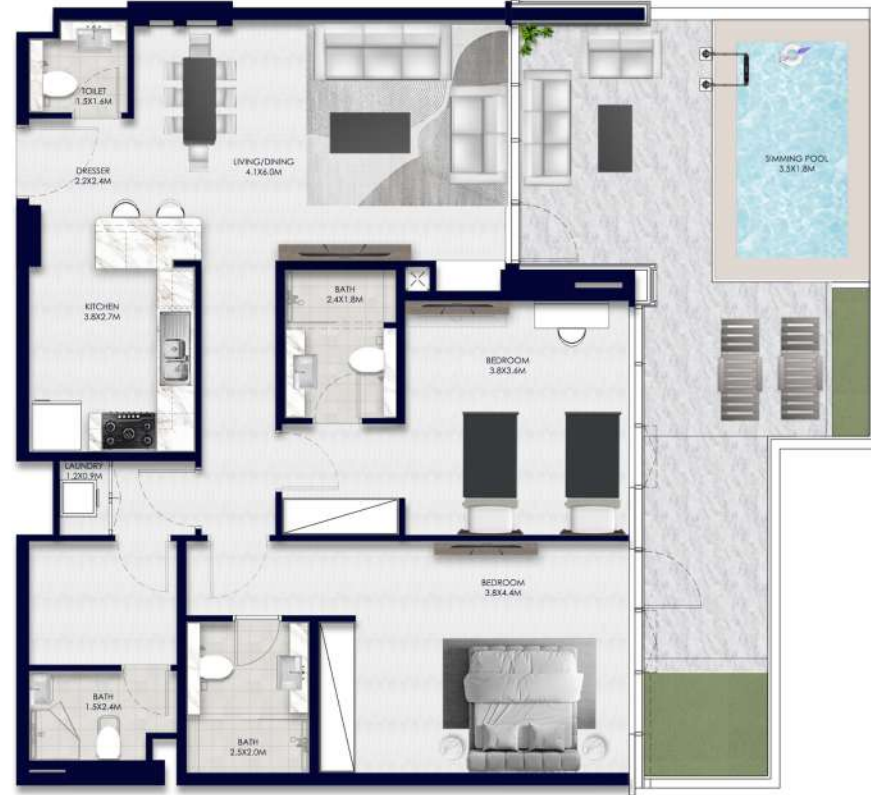 TOILET
1.5X1.6M
DRESSER
2.2X2.4M
LIVING/DINING
4.1X6.0M
SIMMING POOL
3.5X1.8M
KITCHEN
3.8X2.7M
BATH
2.4X1.8M
BEDROOM
3.8X3.6M
LAUNDRY
1.2X0.9M
BEDROOM
3.8X4.4M
BATH
1.5X2.4M
BATH
2.5X2.0M